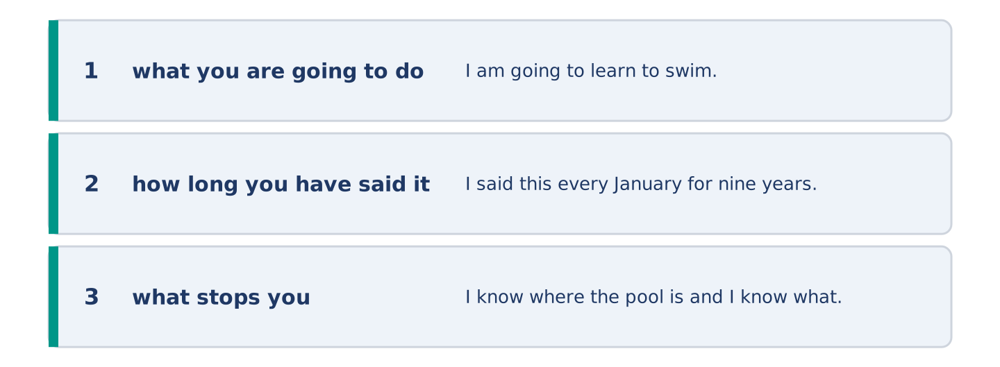 1 what you are going to do I am going to learn to swim.
2 how long you have said it I said this every January for nine years.
3 what stops you I know where the pool is and I know what.